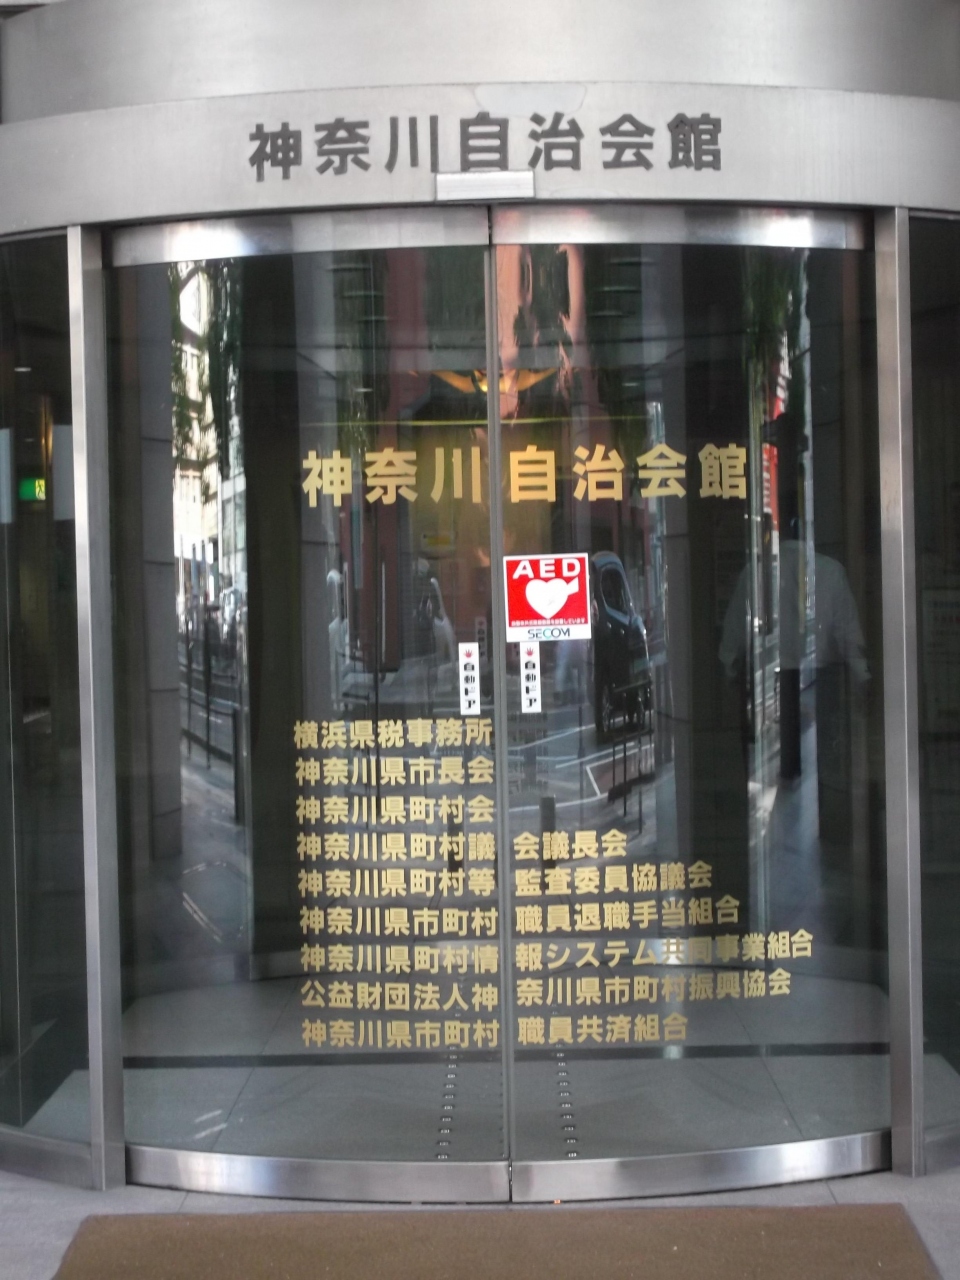 神奈川自治会館
神奈川自治会館
AED
SECOM
自動ドア
自動ドア
横浜県税事務所
神奈川県市長会
神奈川県町村会
神奈川県町村議会議長会
神奈川県町村等監査委員協議会
神奈川県市町村職員退職手当組合
神奈川県町村情報システム共同事業組合
公益財団法人神奈川県市町村振興協会
神奈川県市町村職員共済組合